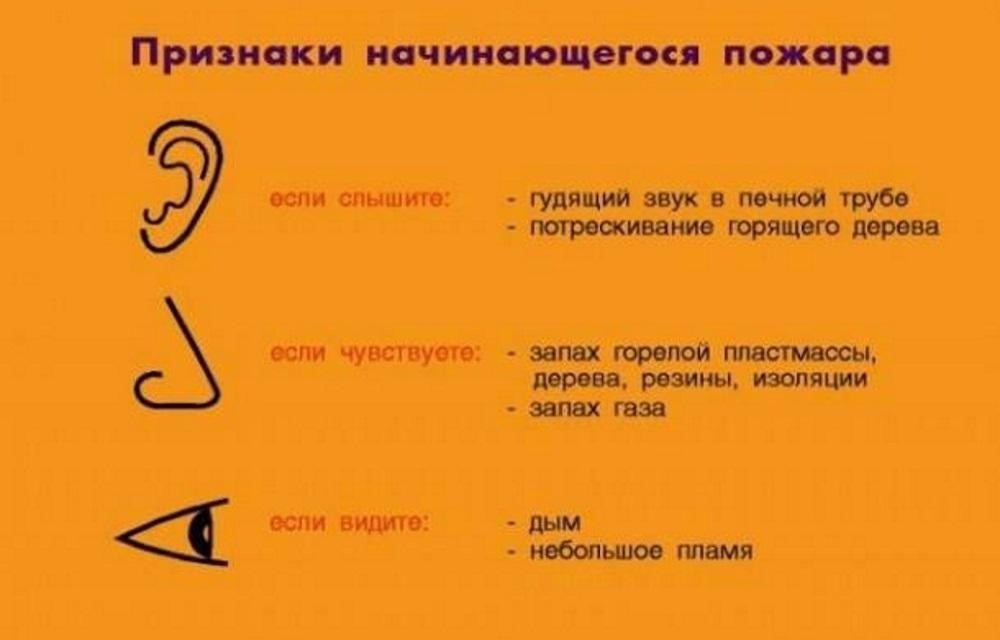 Признаки начинающегося пожара
если слышите: - гудящий звук в печной трубе
- потрескивание горящего дерева
если чувствуете: - запах горелой пластмассы,
дерева, резины, изоляции
- запах газа
если видите: - дым
- небольшое пламя